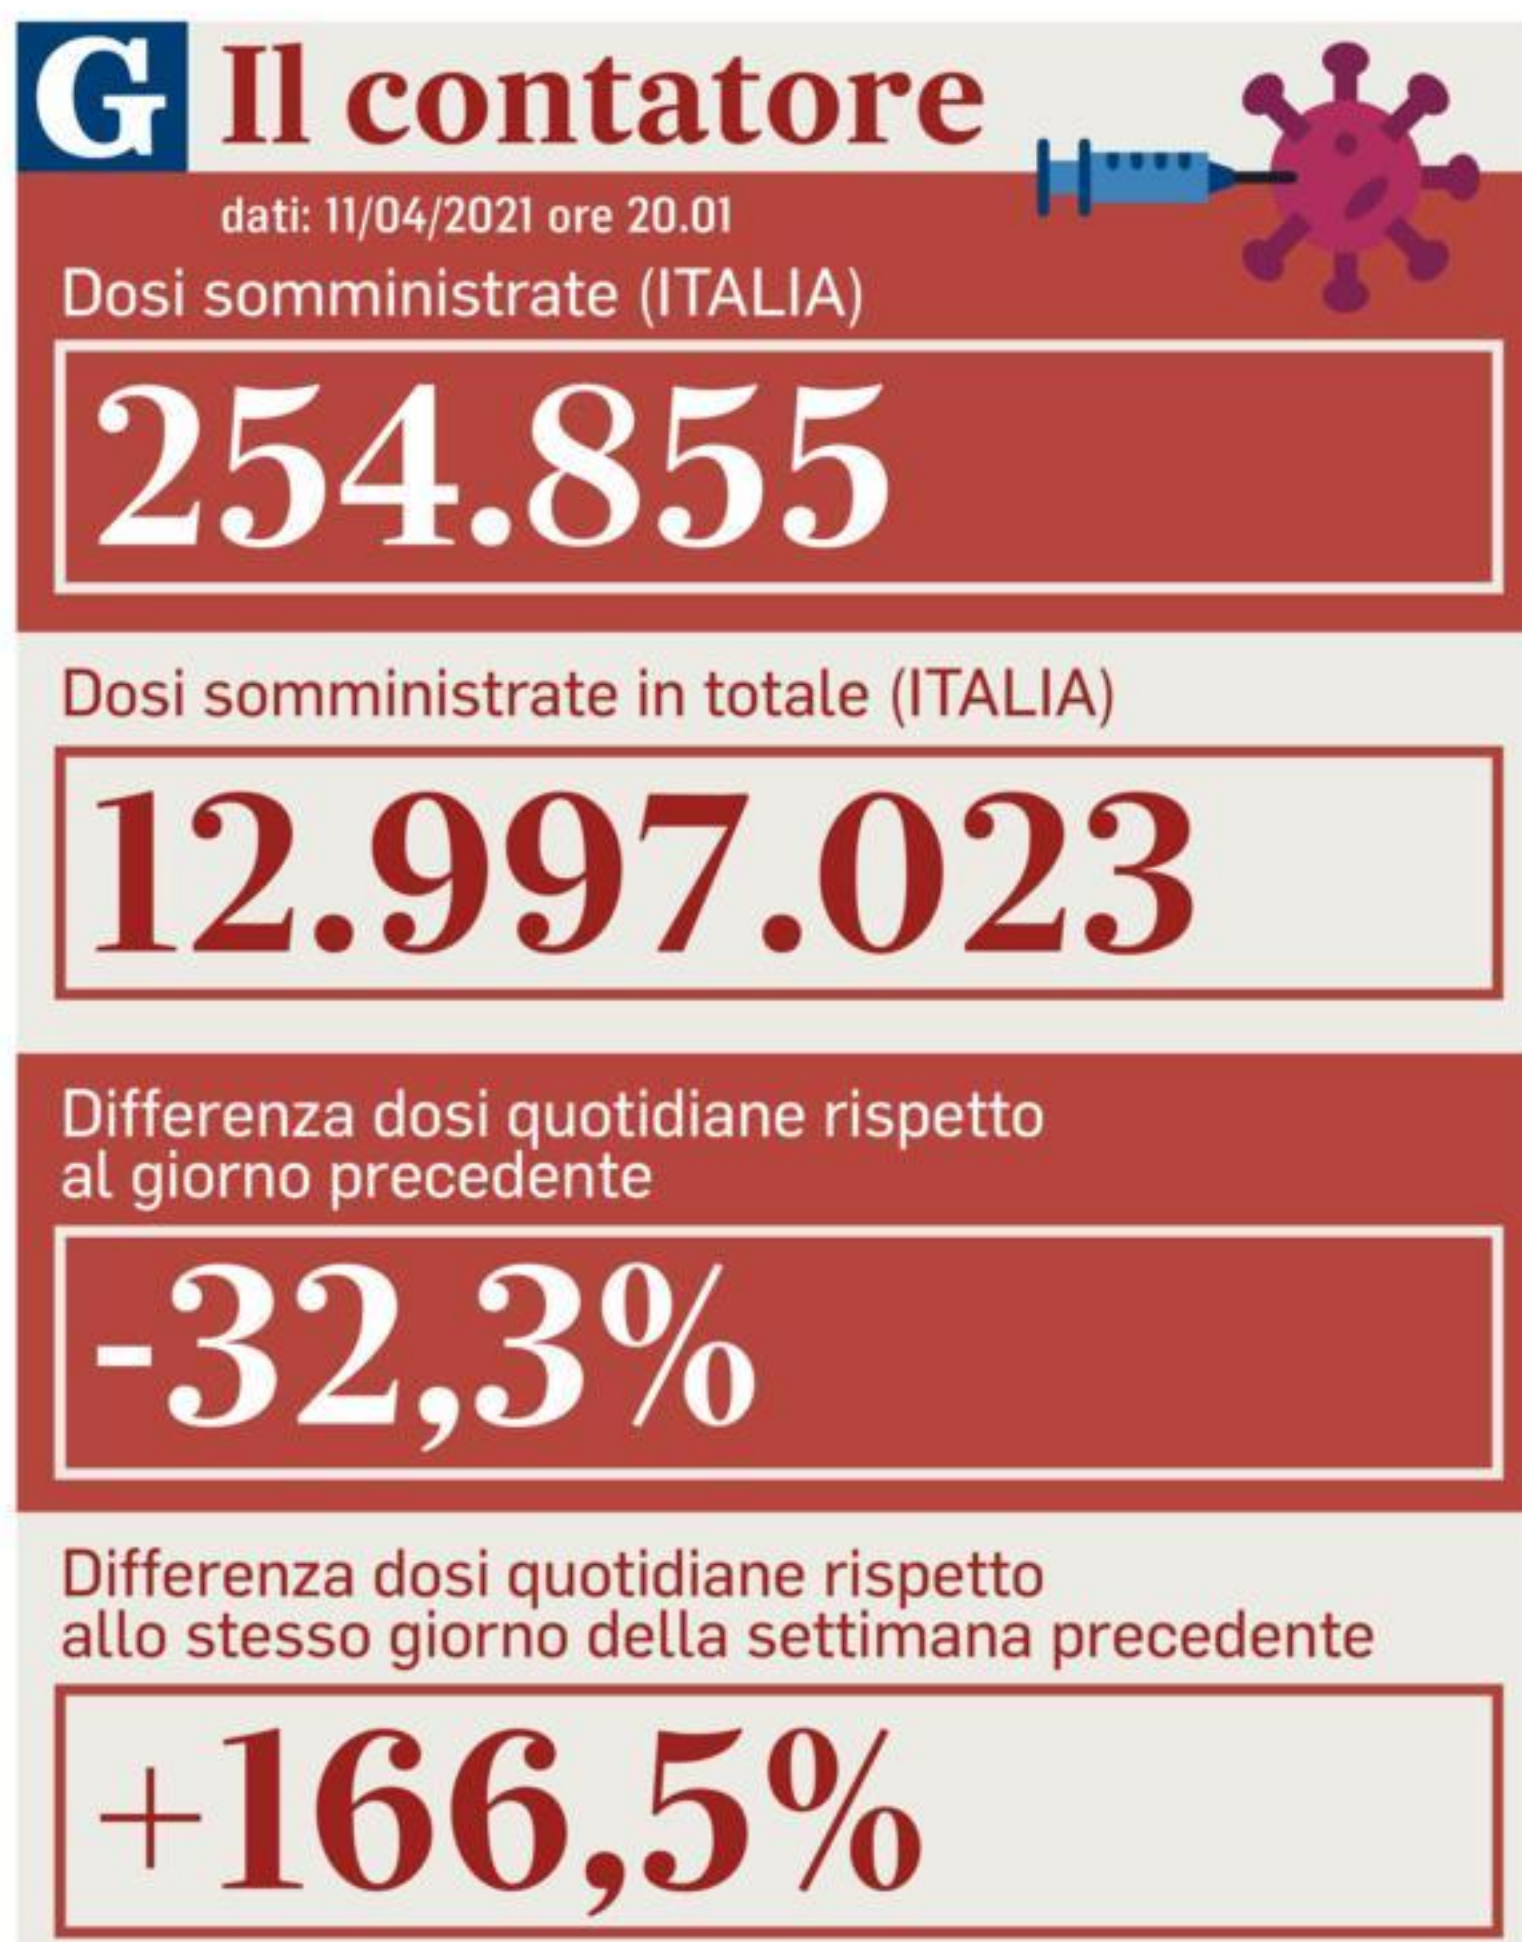 G Il contatore
dati: 11/04/2021 ore 20.01
Dosi somministrate (ITALIA)
254.855
Dosi somministrate in totale (ITALIA)
12.997.023
Differenza dosi quotidiane rispetto
al giorno precedente
-32,3%
Differenza dosi quotidiane rispetto
allo stesso giorno della settimana precedente
+166,5%